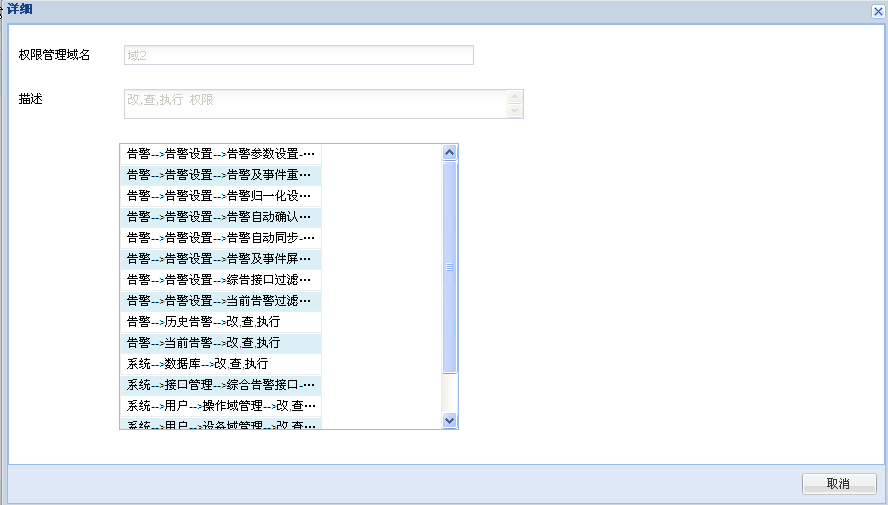 详细
权限管理域名 域2
描述 改,查,执行 权限
告警-->告警设置-->告警参数设置-···
告警-->告警设置-->告警及事件重···
告警-->告警设置-->告警归一化设···
告警-->告警设置-->告警自动确认···
告警-->告警设置-->告警自动同步-···
告警-->告警设置-->告警及事件屏···
告警-->告警设置-->综告接口过滤···
告警-->告警设置-->当前告警过滤···
告警-->历史告警-->改,查,执行
告警-->当前告警-->改,查,执行
系统-->数据库-->改,查,执行
系统-->接口管理-->综合告警接口-···
系统-->用户-->操作域管理-->改,查···
系统-->用户-->设备域管理-->改,查···
取消